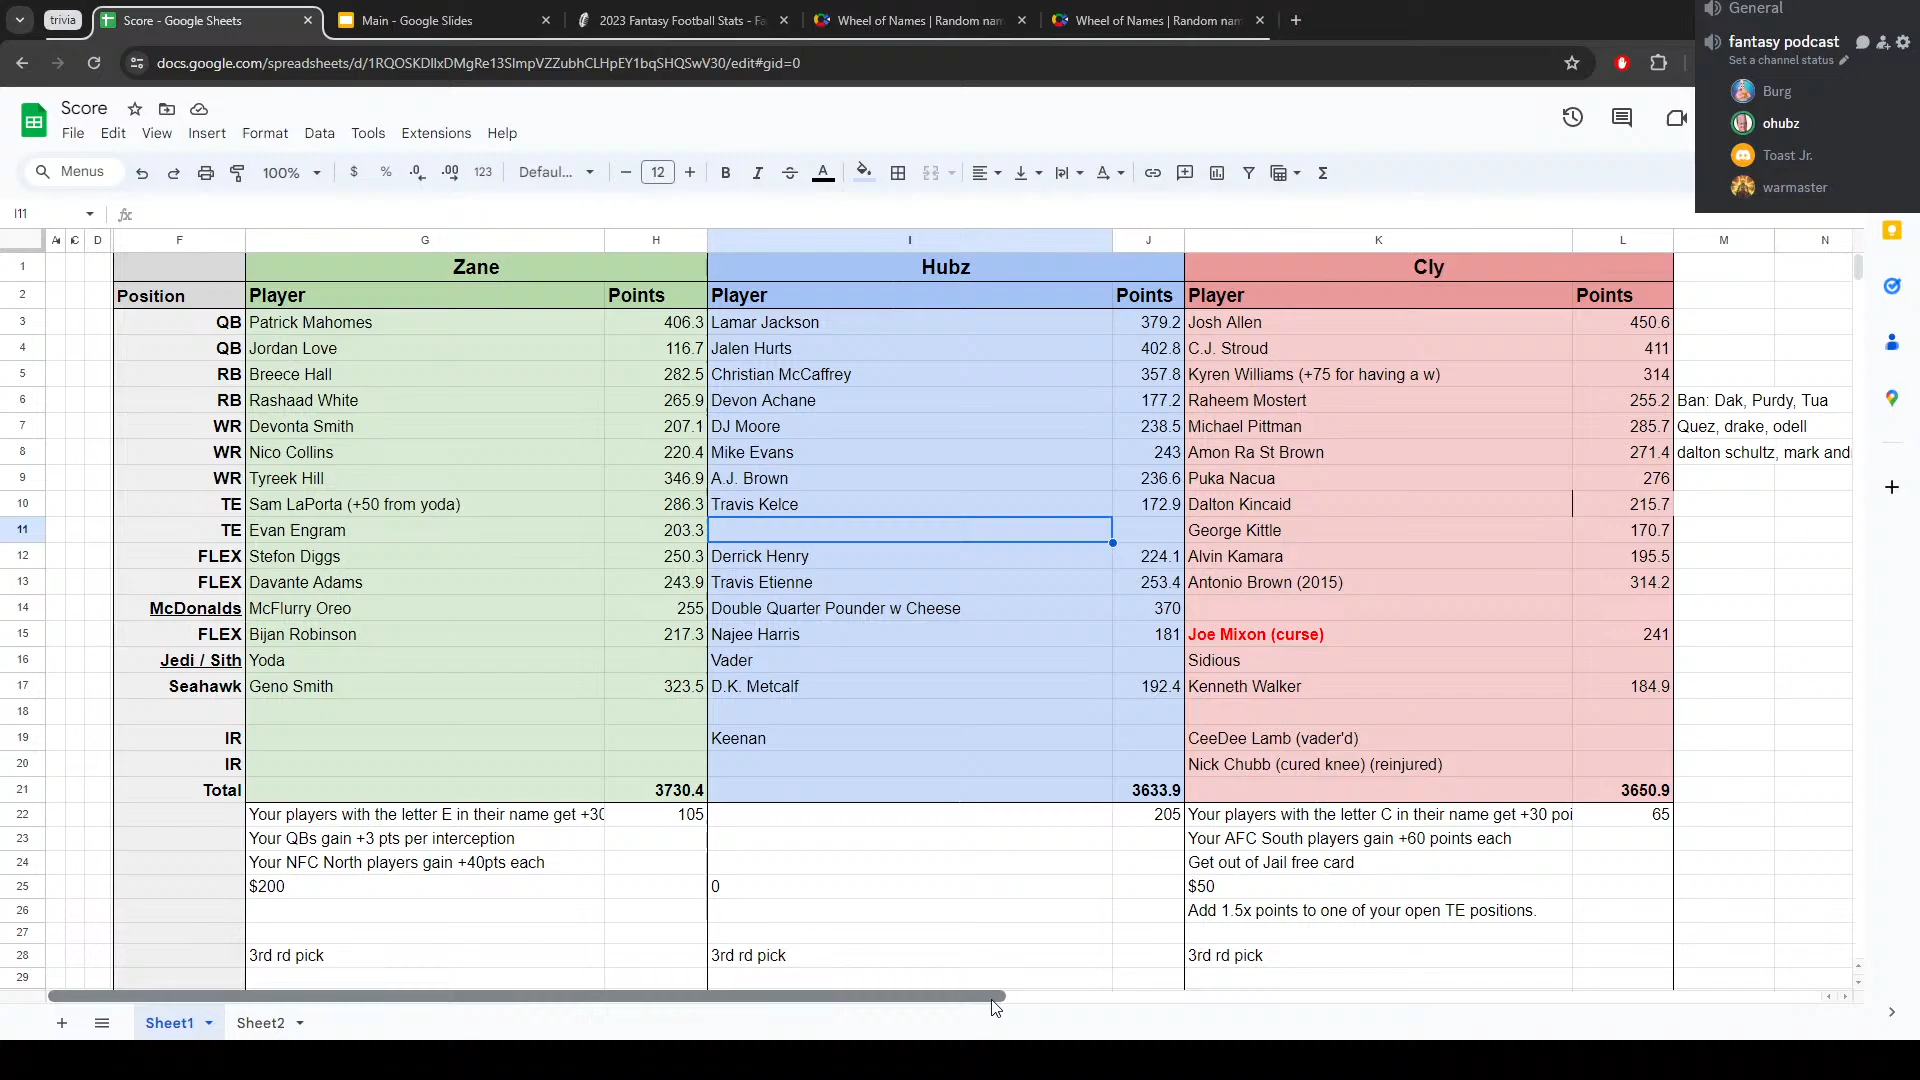 trivia
Score - Google Sheets
Main - Google Slides
2023 Fantasy Football Stats - Fa
Wheel of Names | Random nam
Wheel of Names | Random nam
docs.google.com/spreadsheets/d/1RQOSKDlIxDMgRe13SlmpVZZubhCLHpEY1bqSHQSwV30/edit#gid=0
General
fantasy podcast
Set a channel status
Burg
ohubz
Toast Jr.
warmaster
Score
File Edit View Insert Format Data Tools Extensions Help
Menus 100% $ % .0 .00 123 Defaul... 12 B I A
I11 fx
A C D F G H I J K L M N
1 Zane Hubz Cly
2 Position Player Points Player Points Player Points
3 QB Patrick Mahomes 406.3 Lamar Jackson 379.2 Josh Allen 450.6
4 QB Jordan Love 116.7 Jalen Hurts 402.8 C.J. Stroud 411
5 RB Breece Hall 282.5 Christian McCaffrey 357.8 Kyren Williams (+75 for having a w) 314
6 RB Rashaad White 265.9 Devon Achane 177.2 Raheem Mostert 255.2 Ban: Dak, Purdy, Tua
7 WR Devonta Smith 207.1 DJ Moore 238.5 Michael Pittman 285.7 Quez, drake, odell
8 WR Nico Collins 220.4 Mike Evans 243 Amon Ra St Brown 271.4 dalton schultz, mark and
9 WR Tyreek Hill 346.9 A.J. Brown 236.6 Puka Nacua 276
10 TE Sam LaPorta (+50 from yoda) 286.3 Travis Kelce 172.9 Dalton Kincaid 215.7
11 TE Evan Engram 203.3 George Kittle 170.7
12 FLEX Stefon Diggs 250.3 Derrick Henry 224.1 Alvin Kamara 195.5
13 FLEX Davante Adams 243.9 Travis Etienne 253.4 Antonio Brown (2015) 314.2
14 McDonalds McFlurry Oreo 255 Double Quarter Pounder w Cheese 370
15 FLEX Bijan Robinson 217.3 Najee Harris 181 Joe Mixon (curse) 241
16 Jedi / Sith Yoda Vader Sidious
17 Seahawk Geno Smith 323.5 D.K. Metcalf 192.4 Kenneth Walker 184.9
18
19 IR Keenan CeeDee Lamb (vader'd)
20 IR Nick Chubb (cured knee) (reinjured)
21 Total 3730.4 3633.9 3650.9
22 Your players with the letter E in their name get +30 105 205 Your players with the letter C in their name get +30 poi 65
23 Your QBs gain +3 pts per interception Your AFC South players gain +60 points each
24 Your NFC North players gain +40pts each Get out of Jail free card
25 $200 0 $50
26 Add 1.5x points to one of your open TE positions.
27
28 3rd rd pick 3rd rd pick 3rd rd pick
29
Sheet1 Sheet2